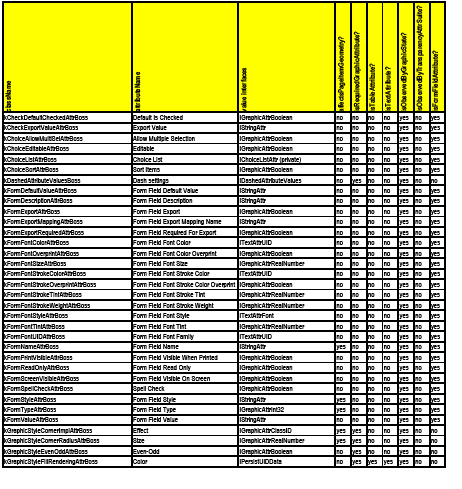 ClassName AttributeName Value Interfaces AffectsPageItemGeometry? IsRequiredGraphicAttribute? IsTableAttribute? IsTextAttribute? IsObservedByGraphicState? IsObservedByTransparencyAttrSuite? IsFormFieldAttribute?
kCheckDefaultCheckedAttrBoss Default Is Checked IGraphicAttrBoolean no no no no yes no yes
kCheckExportValueAttrBoss Export Value IStringAttr no no no no yes no yes
kChoiceAllowMultiSelAttrBoss Allow Multiple Selection IGraphicAttrBoolean no no no no yes no yes
kChoiceEditableAttrBoss Editable IGraphicAttrBoolean no no no no yes no yes
kChoiceListAttrBoss Choice List IChoiceListAttr (private) no no no no yes no yes
kChoiceSortAttrBoss Sort Items IGraphicAttrBoolean no no no no yes no yes
kDashedAttributeValuesBoss Dash settings IDashedAttributeValues no yes no no yes no no
kFormDefaultValueAttrBoss Form Field Default Value IStringAttr no no no no yes no yes
kFormDescriptionAttrBoss Form Field Description IStringAttr no no no no yes no yes
kFormExportAttrBoss Form Field Export IGraphicAttrBoolean no no no no yes no yes
kFormExportMappingAttrBoss Form Field Export Mapping Name IStringAttr no no no no yes no yes
kFormExportRequiredAttrBoss Form Field Required For Export IGraphicAttrBoolean no no no no yes no yes
kFormFontColorAttrBoss Form Field Font Color ITextAttrUID no no no no yes no yes
kFormFontOverprintAttrBoss Form Field Font Color Overprint IGraphicAttrBoolean no no no no yes no yes
kFormFontSizeAttrBoss Form Field Font Size IGraphicAttrRealNumber no no no no yes no yes
kFormFontStrokeColorAttrBoss Form Field Font Stroke Color ITextAttrUID no no no no yes no yes
kFormFontStrokeOverprintAttrBoss Form Field Font Stroke Color Overprint IGraphicAttrBoolean no no no no yes no yes
kFormFontStrokeTintAttrBoss Form Field Font Stroke Tint IGraphicAttrRealNumber no no no no yes no yes
kFormFontStrokeWeightAttrBoss Form Field Font Stroke Weight IGraphicAttrRealNumber no no no no yes no yes
kFormFontStyleAttrBoss Form Field Font Style ITextAttrFont no no no no yes no yes
kFormFontTintAttrBoss Form Field Font Tint IGraphicAttrRealNumber no no no no yes no yes
kFormFontUIDAttrBoss Form Field Font Family ITextAttrUID no no no no yes no yes
kFormNameAttrBoss Form Field Name IStringAttr yes no no no yes no yes
kFormPrintVisibleAttrBoss Form Field Visible When Printed IGraphicAttrBoolean no no no no yes no yes
kFormReadOnlyAttrBoss Form Field Read Only IGraphicAttrBoolean no no no no yes no yes
kFormScreenVisibleAttrBoss Form Field Visible On Screen IGraphicAttrBoolean no no no no yes no yes
kFormSpellCheckAttrBoss Spell Check IGraphicAttrBoolean no no no no yes no yes
kFormStyleAttrBoss Form Field Style IStringAttr yes no no no yes no yes
kFormTypeAttrBoss Form Field Type IGraphicAttrInt32 yes no no no yes no yes
kFormValueAttrBoss Form Field Value IStringAttr no no no no yes no yes
kGraphicStyleCornerImplAttrBoss Effect IGraphicAttrClassID yes yes no no yes no no
kGraphicStyleCornerRadiusAttrBoss Size IGraphicAttrRealNumber yes yes no no yes no no
kGraphicStyleEvenOddAttrBoss Even-Odd IGraphicAttrBoolean no yes no no yes no no
kGraphicStyleFillRenderingAttrBoss Color IPersistUIDData no yes yes yes yes no no